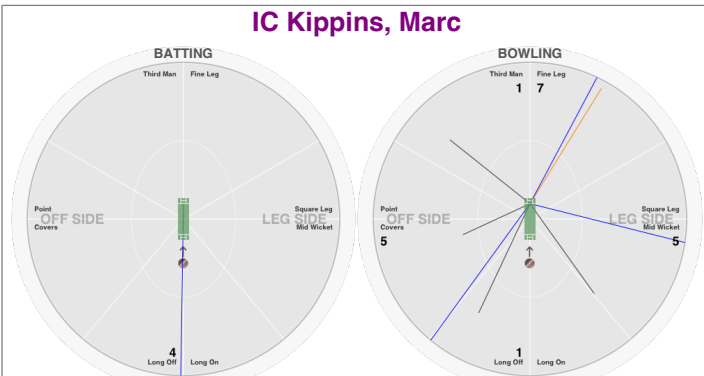 IC Kippins, Marc
BATTING
Third Man Fine Leg
Point
OFF SIDE
Covers
Square Leg
LEG SIDE
Mid Wicket
4
Long Off Long On
BOWLING
Third Man Fine Leg
1 7
Point
OFF SIDE
Covers
5
Square Leg
LEG SIDE
Mid Wicket
5
1
Long Off Long On